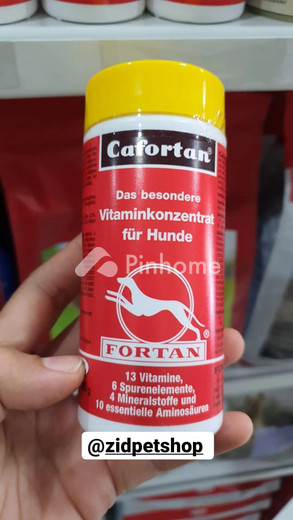 Cafortan®
Das besondere
Vitaminkonzentrat
für Hunde
Pinhome
FORTAN®
13 Vitamine,
6 Spurenelemente,
4 Mineralstoffe und
10 essentielle Aminosäuren
@zidpetshop